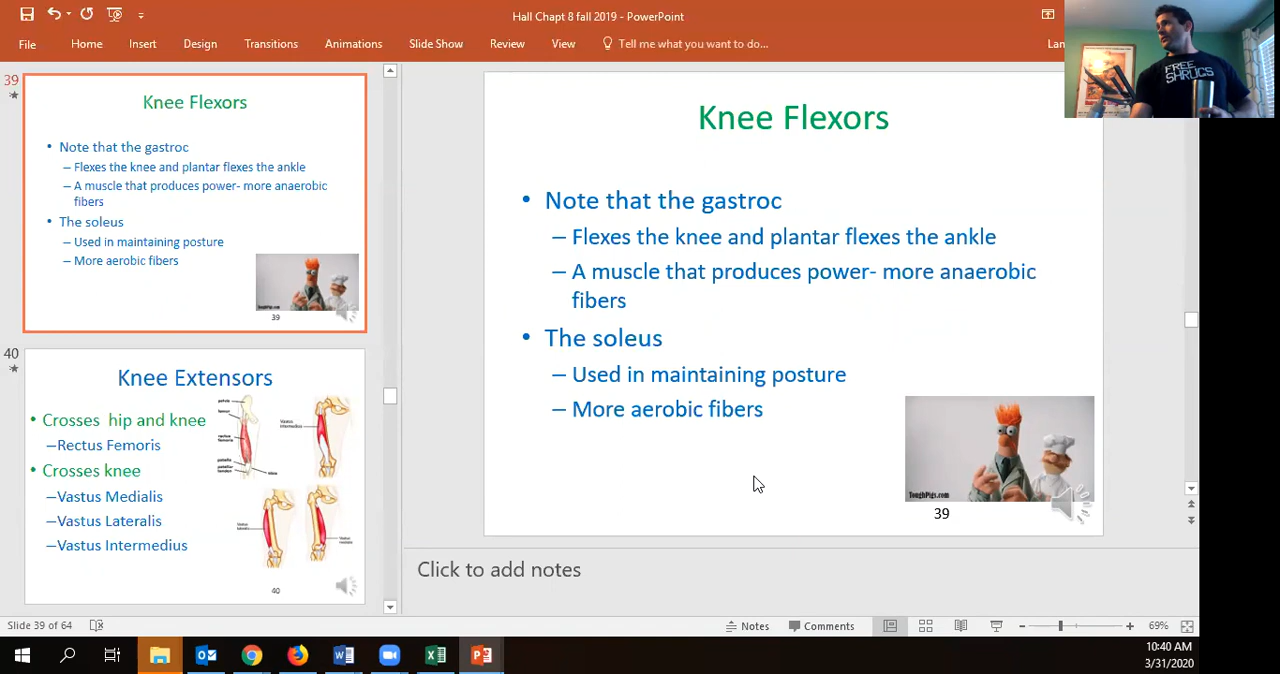 Hall Chapt 8 fall 2019 - PowerPoint
File Home Insert Design Transitions Animations Slide Show Review View Tell me what you want to do... Lan
FREE
SHRUGS
39
Knee Flexors
• Note that the gastroc
– Flexes the knee and plantar flexes the ankle
– A muscle that produces power- more anaerobic
fibers
• The soleus
– Used in maintaining posture
– More aerobic fibers
39
40
Knee Extensors
• Crosses hip and knee
–Rectus Femoris
• Crosses knee
–Vastus Medialis
–Vastus Lateralis
–Vastus Intermedius
40
Knee Flexors
• Note that the gastroc
– Flexes the knee and plantar flexes the ankle
– A muscle that produces power- more anaerobic
fibers
• The soleus
– Used in maintaining posture
– More aerobic fibers
ToughPigs.com
39
Click to add notes
Slide 39 of 64 Notes Comments 69%
10:40 AM
3/31/2020